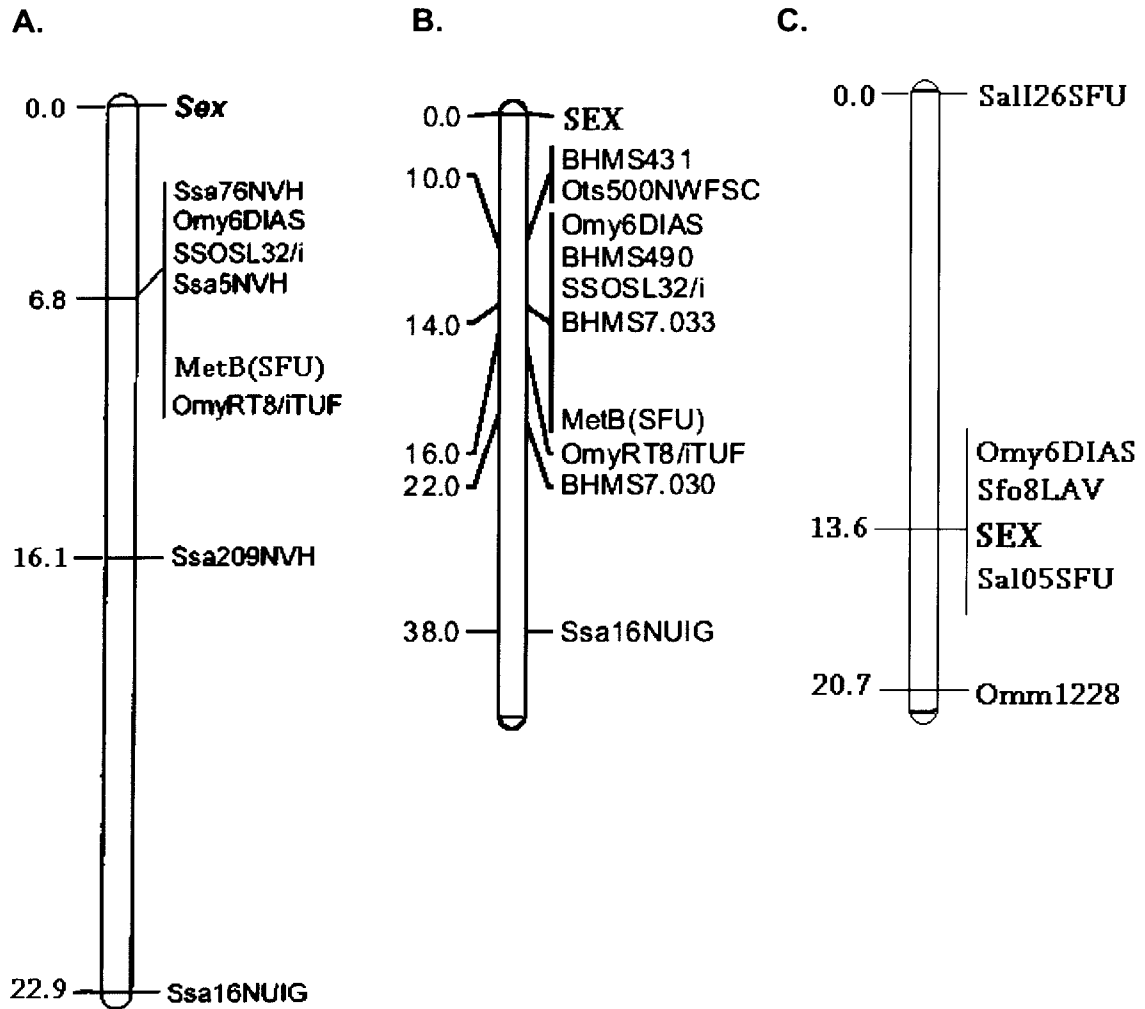 A.
0.0 Sex
Ssa76NVH
Omy6DIAS
SSOSL32/i
Ssa5NVH
6.8
MetB(SFU)
OmyRT8/iTUF
16.1 Ssa209NVH
22.9 Ssa16NUIG
B.
0.0 SEX
BHMS431
10.0
Ots500NWFSC
Omy6DIAS
BHMS490
SSOSL32/i
14.0 BHMS7.033
MetB(SFU)
16.0 OmyRT8/iTUF
22.0 BHMS7.030
38.0 Ssa16NUIG
C.
0.0 SalI26SFU
Omy6DIAS
Sfo8LAV
13.6 SEX
Sal05SFU
20.7 Omm1228